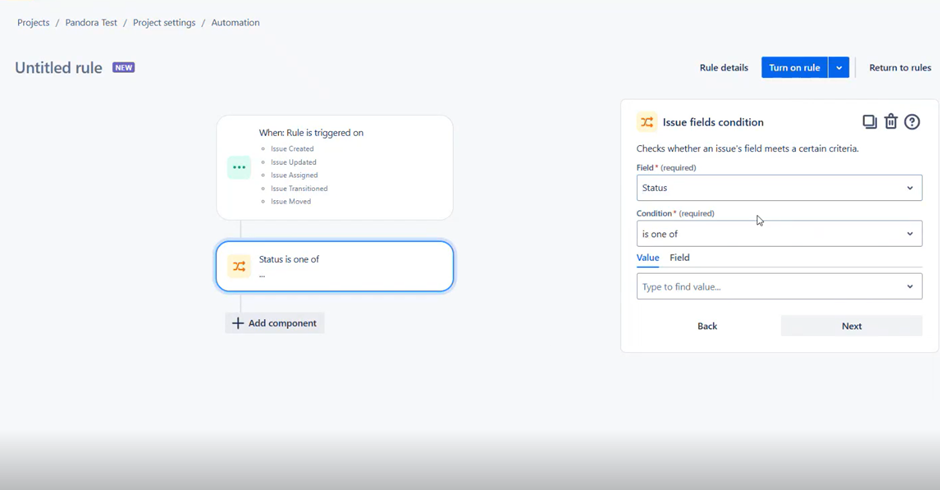 Projects / Pandora Test / Project settings / Automation
Untitled rule NEW
Rule details Turn on rule Return to rules
When: Rule is triggered on
Issue Created
Issue Updated
Issue Assigned
Issue Transitioned
Issue Moved
Status is one of
...
Add component
Issue fields condition
Checks whether an issue's field meets a certain criteria.
Field* (required)
Status
Condition* (required)
is one of
Value Field
Type to find value...
Back Next